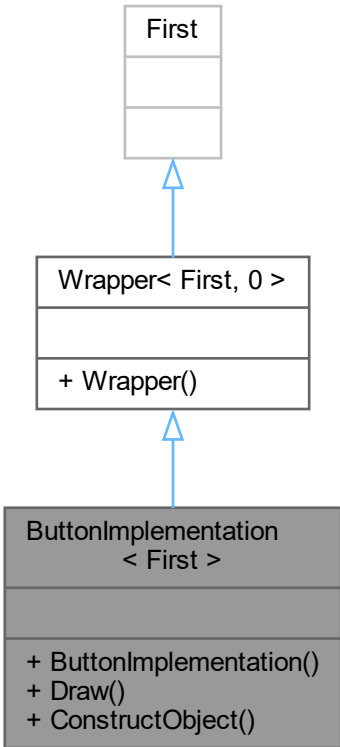 First
Wrapper< First, 0 >
+ Wrapper()
ButtonImplementation
< First >
+ ButtonImplementation()
+ Draw()
+ ConstructObject()